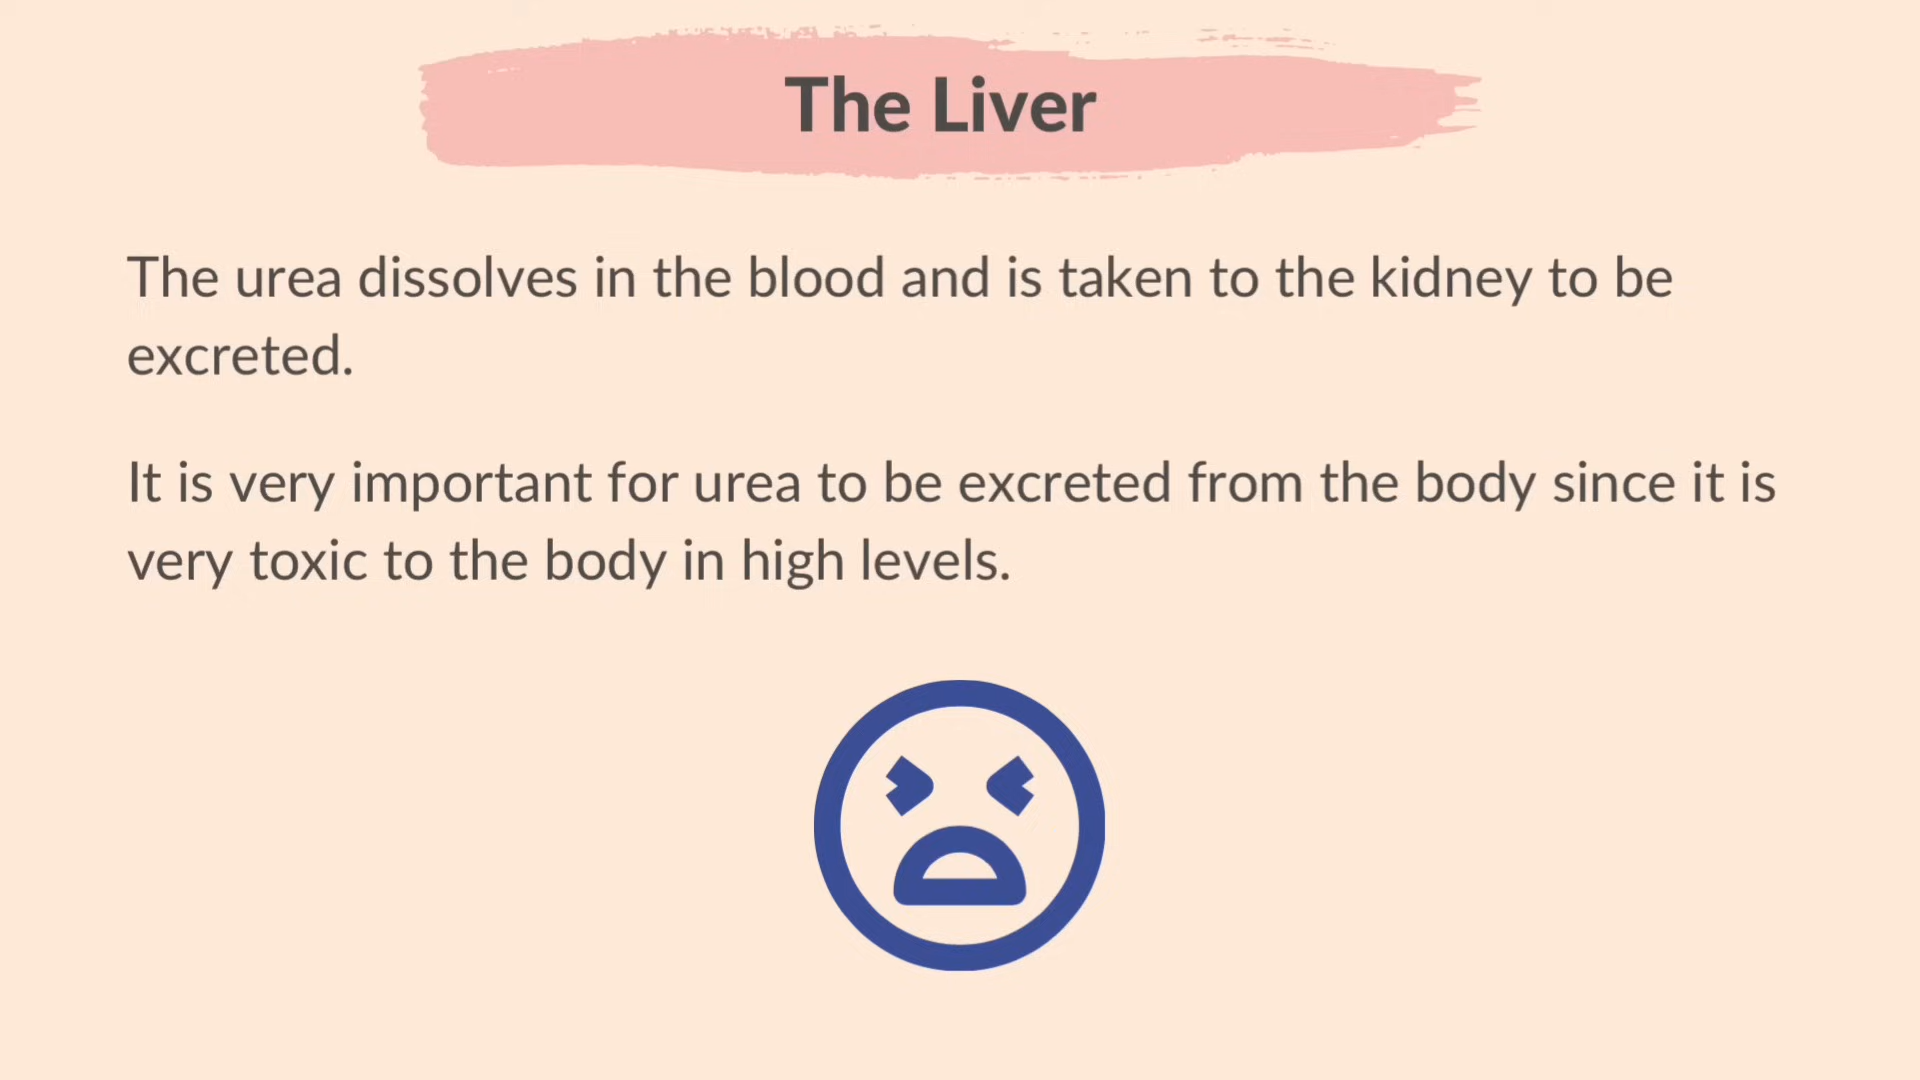 The Liver
The urea dissolves in the blood and is taken to the kidney to be
excreted.
It is very important for urea to be excreted from the body since it is
very toxic to the body in high levels.